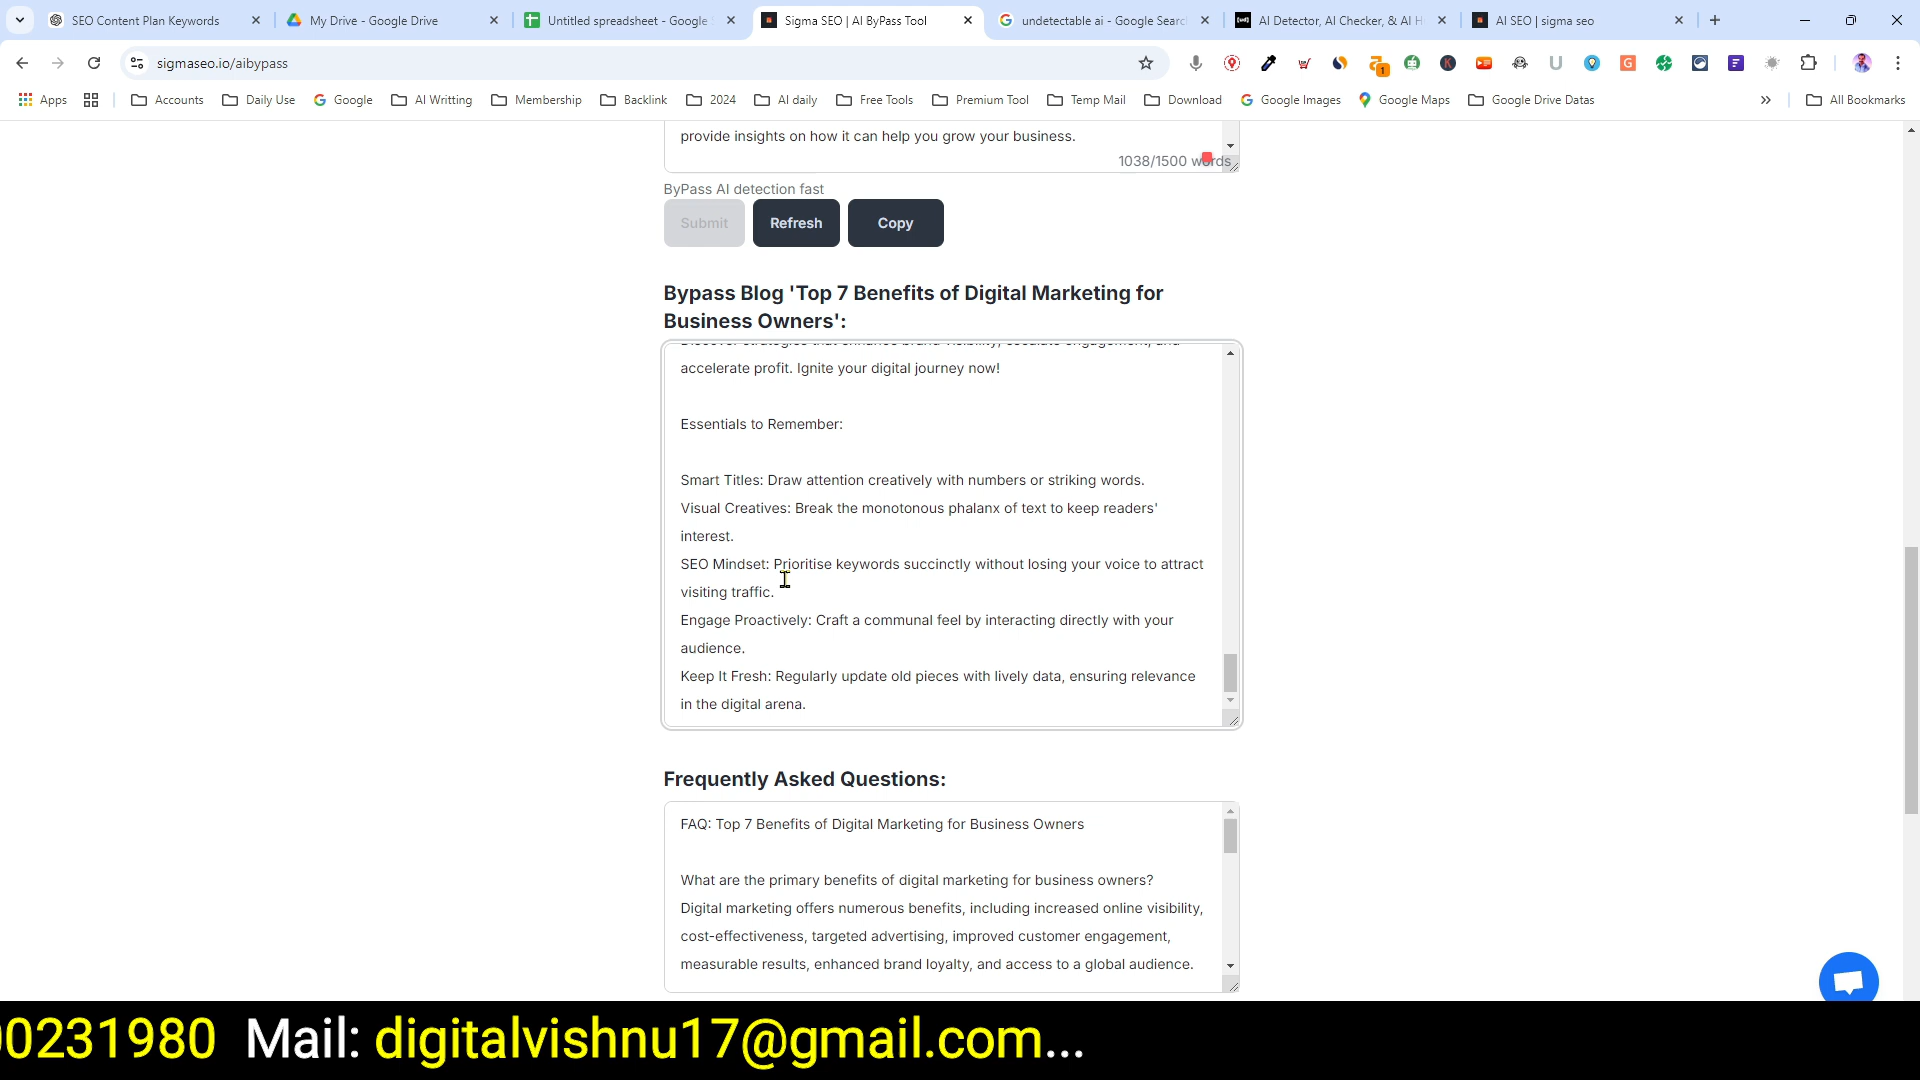 SEO Content Plan Keywords
My Drive - Google Drive
Untitled spreadsheet - Google S
Sigma SEO | AI ByPass Tool
undetectable ai - Google Search
AI Detector, AI Checker, & AI H
AI SEO | sigma seo
sigmaseo.io/aibypass
Apps
Accounts
Daily Use
Google
AI Writting
Membership
Backlink
2024
AI daily
Free Tools
Premium Tool
Temp Mail
Download
Google Images
Google Maps
Google Drive Datas
All Bookmarks
provide insights on how it can help you grow your business.
1038/1500 words
ByPass AI detection fast
Submit
Refresh
Copy
Bypass Blog 'Top 7 Benefits of Digital Marketing for
Business Owners':
accelerate profit. Ignite your digital journey now!
Essentials to Remember:
Smart Titles: Draw attention creatively with numbers or striking words.
Visual Creatives: Break the monotonous phalanx of text to keep readers'
interest.
SEO Mindset: Prioritise keywords succinctly without losing your voice to attract
visiting traffic.
Engage Proactively: Craft a communal feel by interacting directly with your
audience.
Keep It Fresh: Regularly update old pieces with lively data, ensuring relevance
in the digital arena.
Frequently Asked Questions:
FAQ: Top 7 Benefits of Digital Marketing for Business Owners
What are the primary benefits of digital marketing for business owners?
Digital marketing offers numerous benefits, including increased online visibility,
cost-effectiveness, targeted advertising, improved customer engagement,
measurable results, enhanced brand loyalty, and access to a global audience.
0231980 Mail: digitalvishnu17@gmail.com...